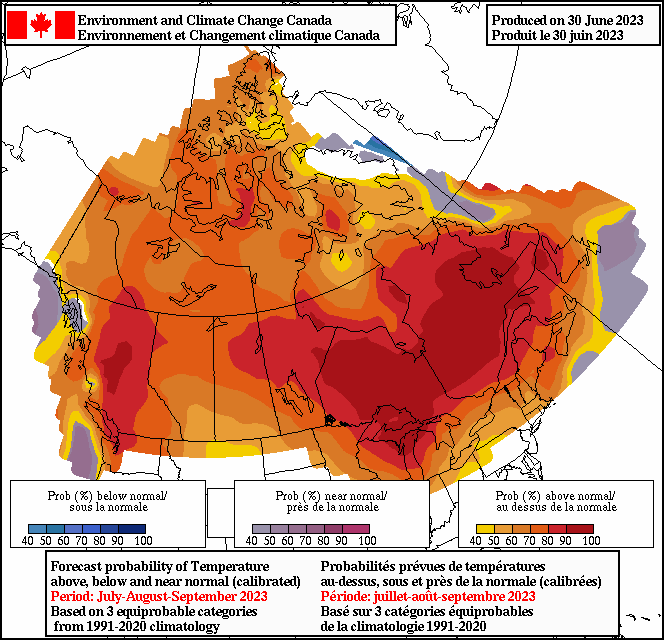 Environment and Climate Change Canada
Environnement et Changement climatique Canada
Produced on 30 June 2023
Produit le 30 juin 2023
Prob (%) below normal/
sous la normale
40 50 60 70 80 90 100
Prob (%) near normal/
près de la normale
40 50 60 70 80 90 100
Prob (%) above normal/
au dessus de la normale
40 50 60 70 80 90 100
Forecast probability of Temperature
above, below and near normal (calibrated)
Period: July-August-September 2023
Based on 3 equiprobable categories
from 1991-2020 climatology
Probabilités prévues de températures
au-dessus, sous et près de la normale (calibrées)
Période: juillet-août-septembre 2023
Basé sur 3 catégories équiprobables
de la climatologie 1991-2020